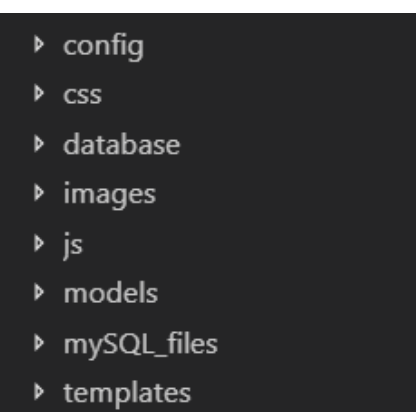 config
css
database
images
js
models
mySQL_files
templates